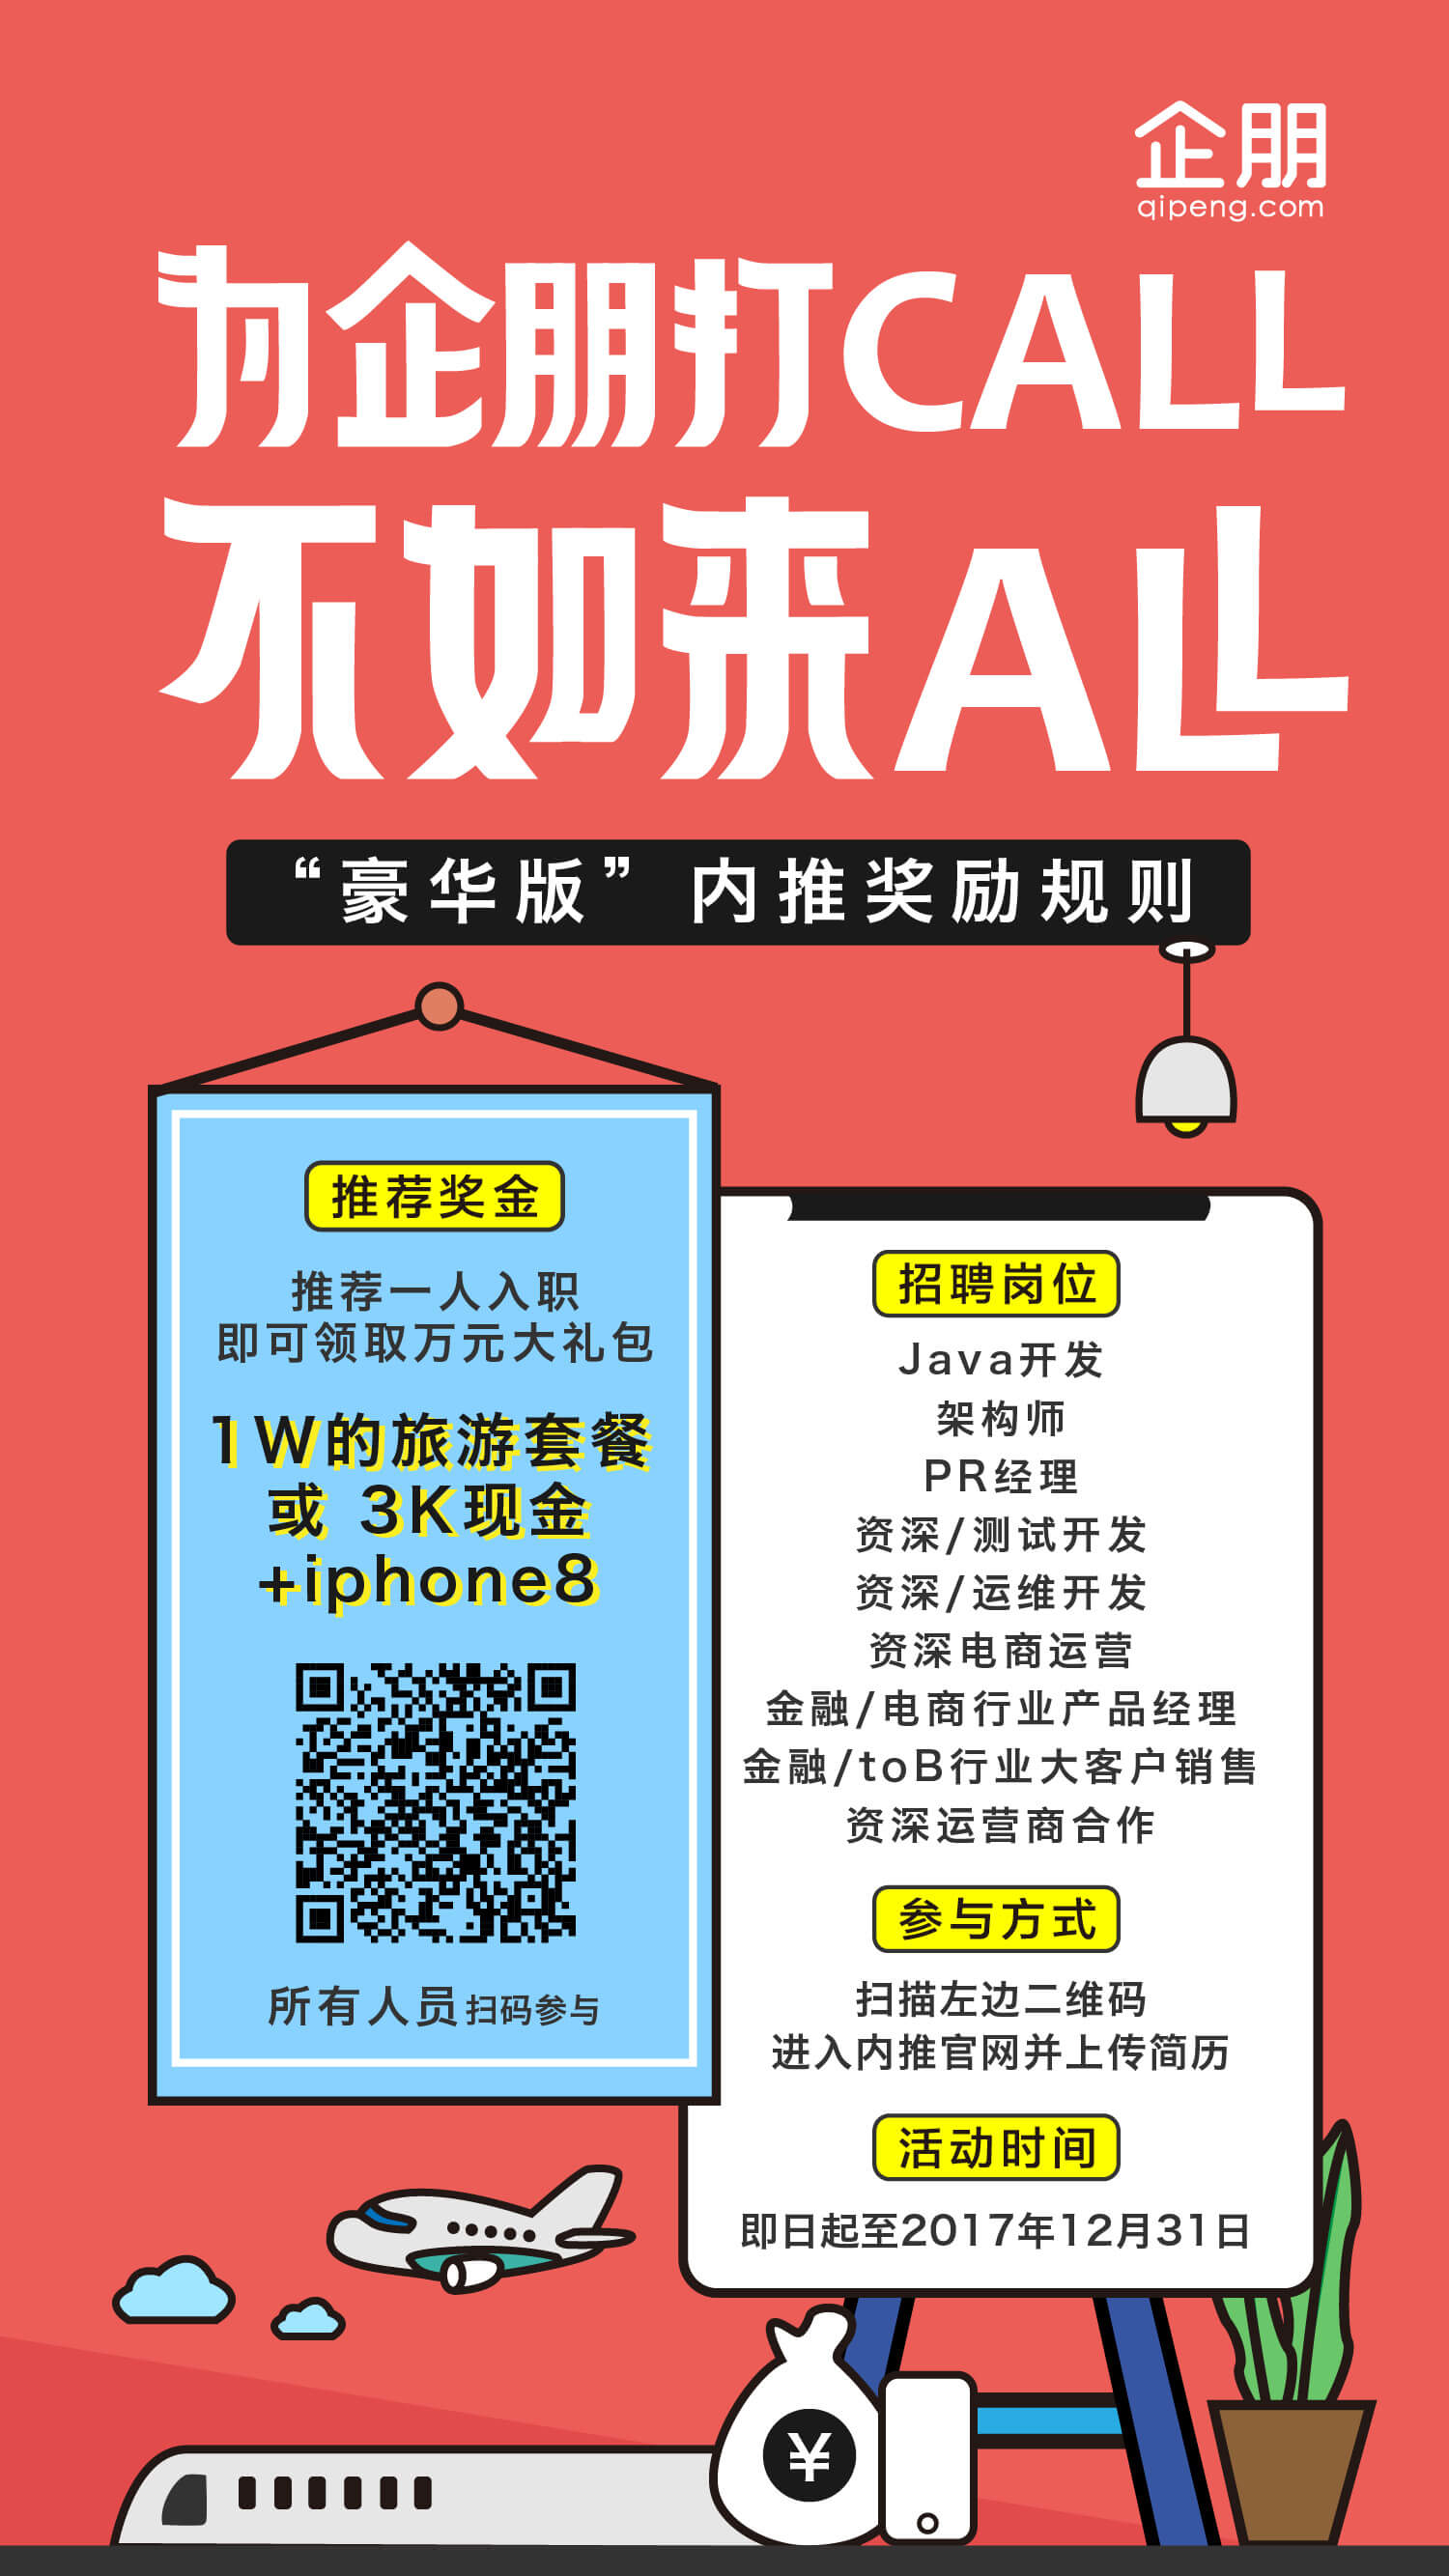 企朋
qipeng.com
为企朋打CALL
不如来ALL
“豪华版”内推奖励规则
推荐奖金
推荐一人入职
即可领取万元大礼包
1W的旅游套餐
或 3K现金
+iphone8
所有人员扫码参与
招聘岗位
Java开发
架构师
PR经理
资深/测试开发
资深/运维开发
资深电商运营
金融/电商行业产品经理
金融/toB行业大客户销售
资深运营商合作
参与方式
扫描左边二维码
进入内推官网并上传简历
活动时间
即日起至2017年12月31日
¥